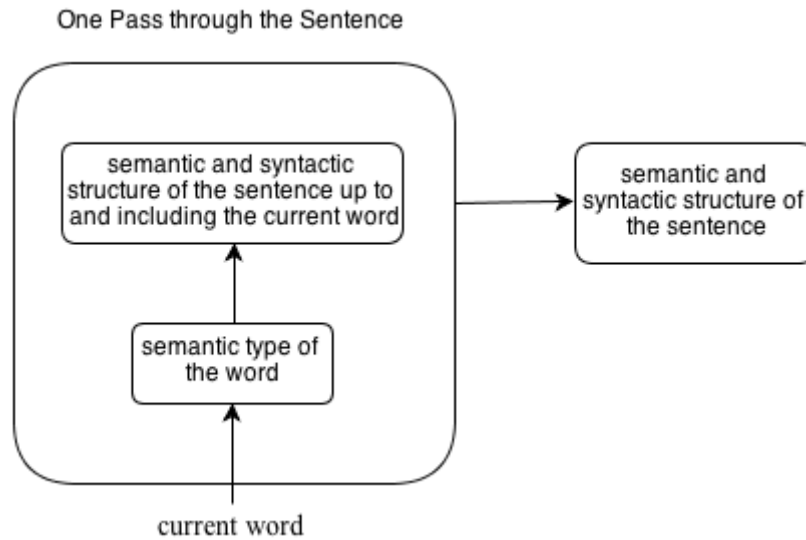 One Pass through the Sentence
semantic and syntactic
structure of the sentence up to
and including the current word
semantic and
syntactic structure of
the sentence
semantic type of
the word
current word